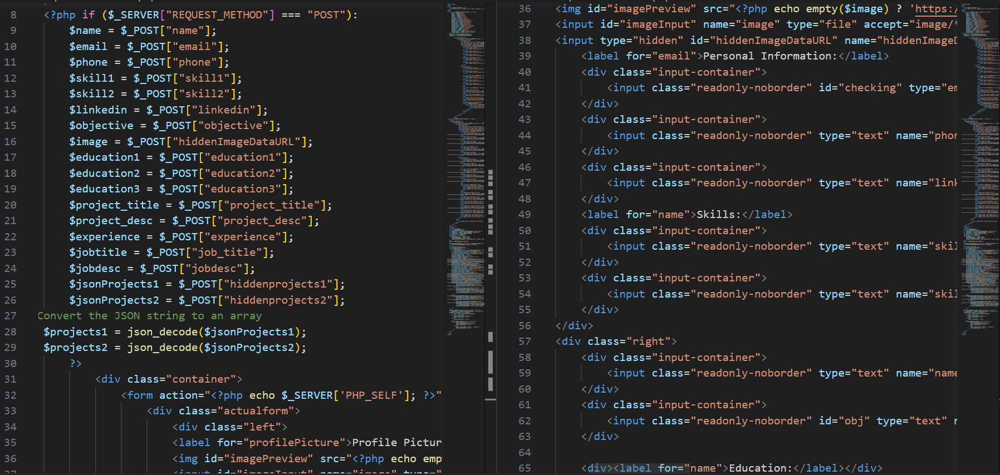 8 <?php if ($_SERVER["REQUEST_METHOD"] === "POST"):
9 $name = $_POST["name"];
10 $email = $_POST["email"];
11 $phone = $_POST["phone"];
12 $skill1 = $_POST["skill1"];
13 $skill2 = $_POST["skill2"];
14 $linkedin = $_POST["linkedin"];
15 $objective = $_POST["objective"];
16 $image = $_POST["hiddenImageDataURL"];
17 $education1 = $_POST["education1"];
18 $education2 = $_POST["education2"];
19 $education3 = $_POST["education3"];
20 $project_title = $_POST["project_title"];
21 $project_desc = $_POST["project_desc"];
22 $experience = $_POST["experience"];
23 $jobtitle = $_POST["job_title"];
24 $jobdesc = $_POST["jobdesc"];
25 $jsonProjects1 = $_POST["hiddenprojects1"];
26 $jsonProjects2 = $_POST["hiddenprojects2"];
27 Convert the JSON string to an array
28 $projects1 = json_decode($jsonProjects1);
29 $projects2 = json_decode($jsonProjects2);
30 ?>
31 <div class="container">
32 <form action="<?php echo $_SERVER['PHP_SELF']; ?>"
33 <div class="actualform">
34 <div class="left">
35 <label for="profilePicture">Profile Pictur
36 <img id="imagePreview" src="<?php echo emp
37 <input id="imageInput" name="image" type="
36 <img id="imagePreview" src="<?php echo empty($image) ? 'https:/
37 <input id="imageInput" name="image" type="file" accept="image/*
38 <input type="hidden" id="hiddenImageDataURL" name="hiddenImageD
39 <label for="email">Personal Information:</label>
40 <div class="input-container">
41 <input class="readonly-noborder" id="checking" type="em
42 </div>
43 <div class="input-container">
44 <input class="readonly-noborder" type="text" name="phon
45 </div>
46 <div class="input-container">
47 <input class="readonly-noborder" type="text" name="link
48 </div>
49 <label for="name">Skills:</label>
50 <div class="input-container">
51 <input class="readonly-noborder" type="text" name="skil
52 </div>
53 <div class="input-container">
54 <input class="readonly-noborder" type="text" name="skil
55 </div>
56 </div>
57 <div class="right">
58 <div class="input-container">
59 <input class="readonly-noborder" type="text" name="name
60 </div>
61 <div class="input-container">
62 <input class="readonly-noborder" id="obj" type="text" r
63 </div>
64
65 <div><label for="name">Education:</label></div>